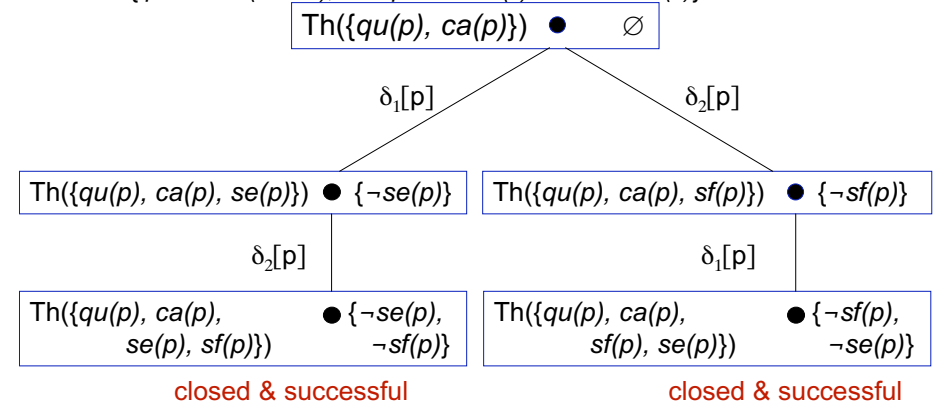 Th({qu(p), ca(p)}) ● ∅
δ₁[p] δ₂[p]
Th({qu(p), ca(p), se(p)}) ● {¬se(p)}
Th({qu(p), ca(p), sf(p)}) ● {¬sf(p)}
δ₂[p] δ₁[p]
Th({qu(p), ca(p),
se(p), sf(p)})
● {¬se(p),
¬sf(p)}
Th({qu(p), ca(p),
sf(p), se(p)})
● {¬sf(p),
¬se(p)}
closed & successful
closed & successful